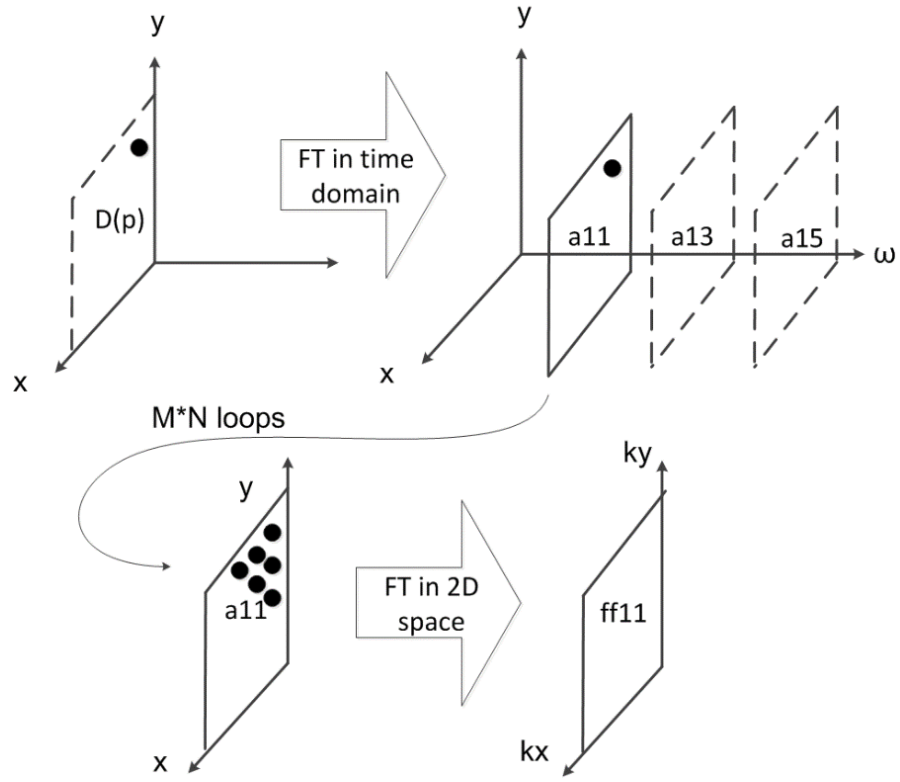 y
y
FT in time
domain
D(p)
a11
a13
a15
ω
x
x
M*N loops
ky
y
FT in 2D
space
a11
ff11
x
kx